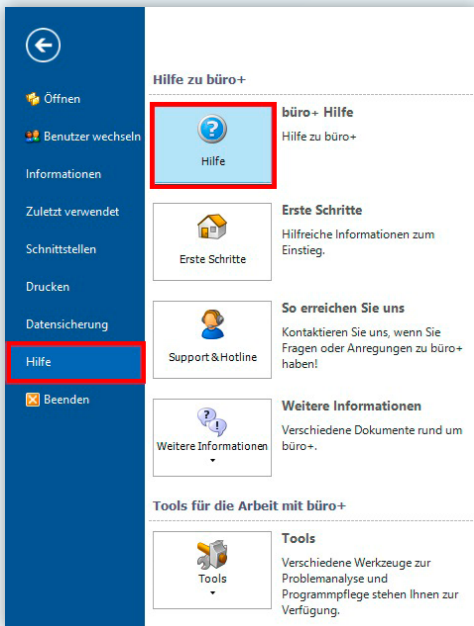 Öffnen
Benutzer wechseln
Informationen
Zuletzt verwendet
Schnittstellen
Drucken
Datensicherung
Hilfe
Beenden
Hilfe zu büro+
Hilfe
büro+ Hilfe
Hilfe zu büro+
Erste Schritte
Erste Schritte
Hilfreiche Informationen zum
Einstieg.
Support & Hotline
So erreichen Sie uns
Kontaktieren Sie uns, wenn Sie
Fragen oder Anregungen zu büro+
haben!
Weitere Informationen
Weitere Informationen
Verschiedene Dokumente rund um
büro+.
Tools für die Arbeit mit büro+
Tools
Tools
Verschiedene Werkzeuge zur
Problemanalyse und
Programmpflege stehen Ihnen zur
Verfügung.